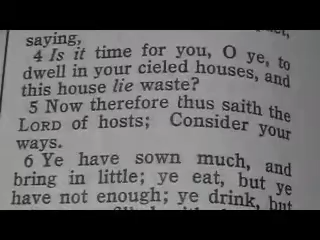 saying,
4 Is it time for you, O ye, to
dwell in your cieled houses, and
this house lie waste?
5 Now therefore thus saith the
LORD of hosts; Consider your
ways.
6 Ye have sown much, and
bring in little; ye eat, but ye
have not enough; ye drink, but